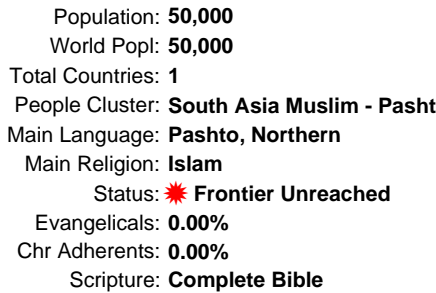 Population: 50,000
World Popl: 50,000
Total Countries: 1
People Cluster: South Asia Muslim - Pasht
Main Language: Pashto, Northern
Main Religion: Islam
Status: Frontier Unreached
Evangelicals: 0.00%
Chr Adherents: 0.00%
Scripture: Complete Bible